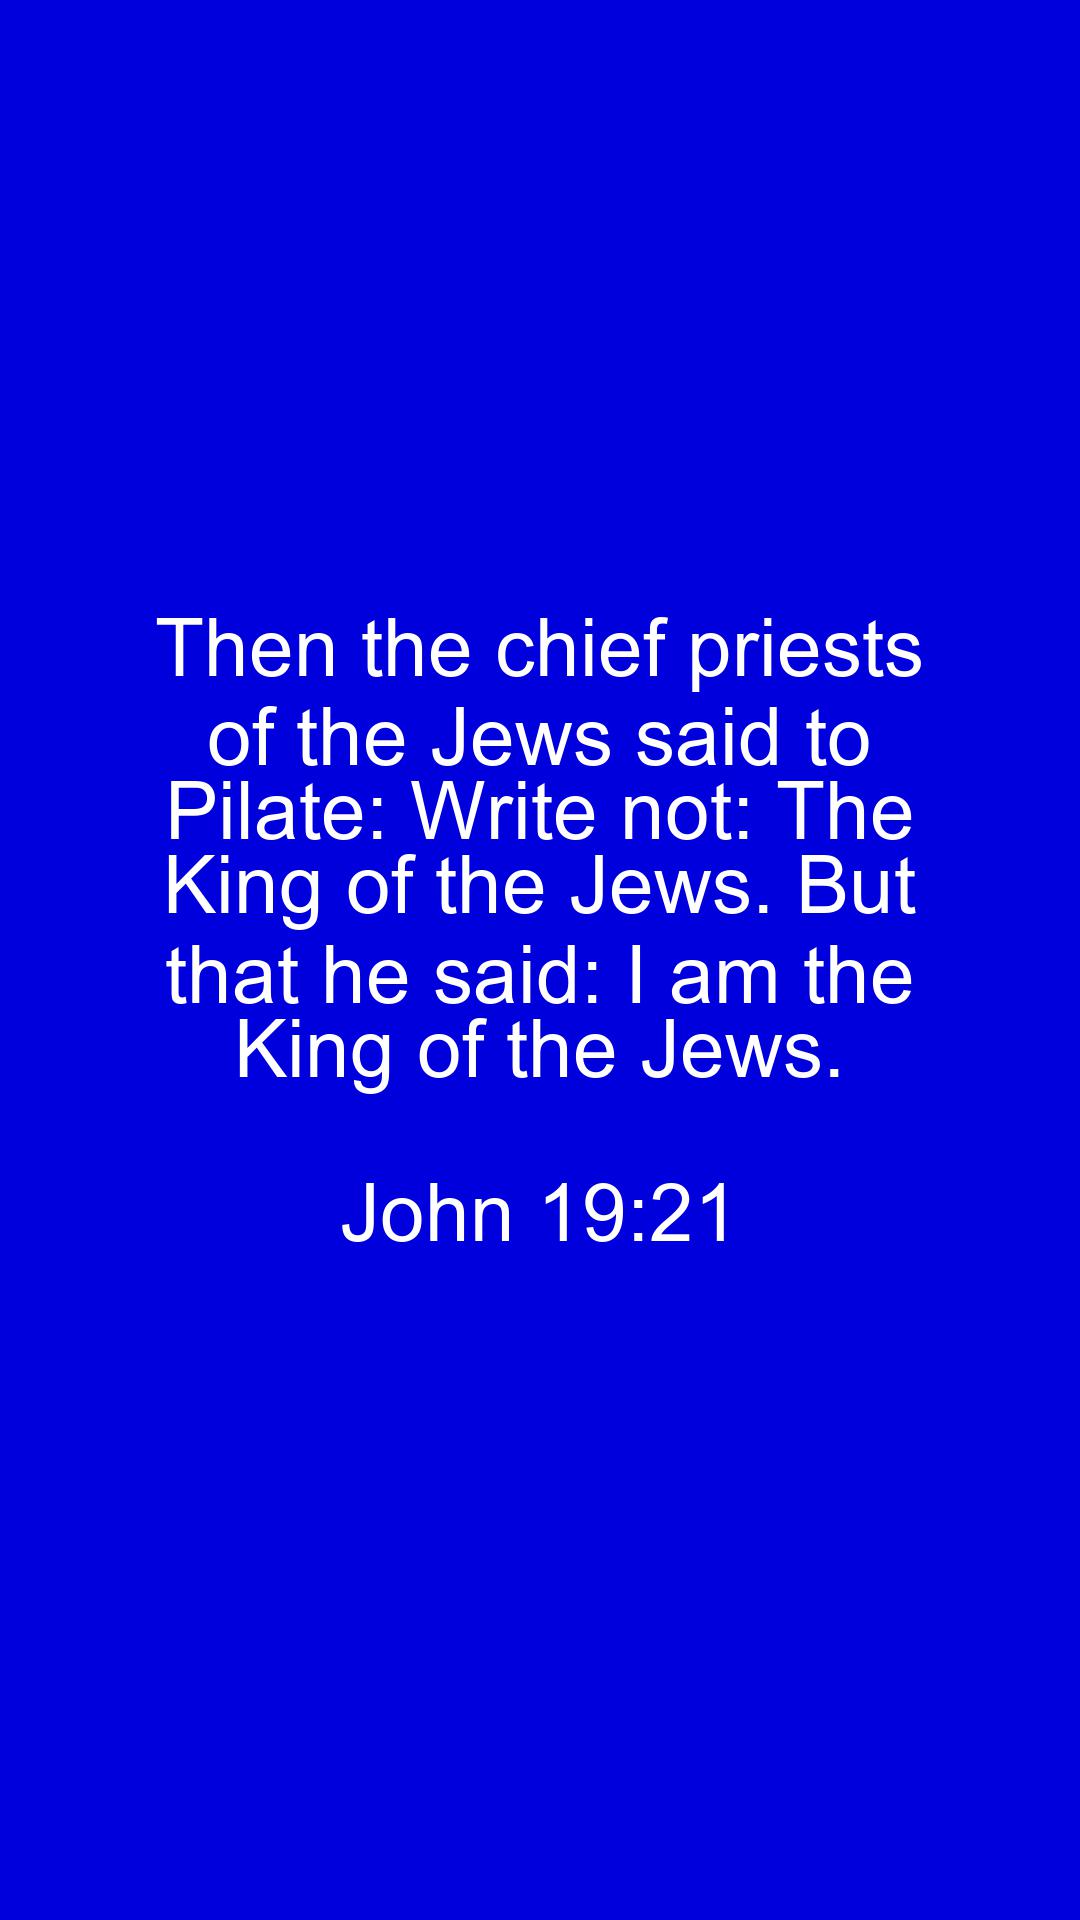 Then the chief priests
of the Jews said to
Pilate: Write not: The
King of the Jews. But
that he said: I am the
King of the Jews.
John 19:21